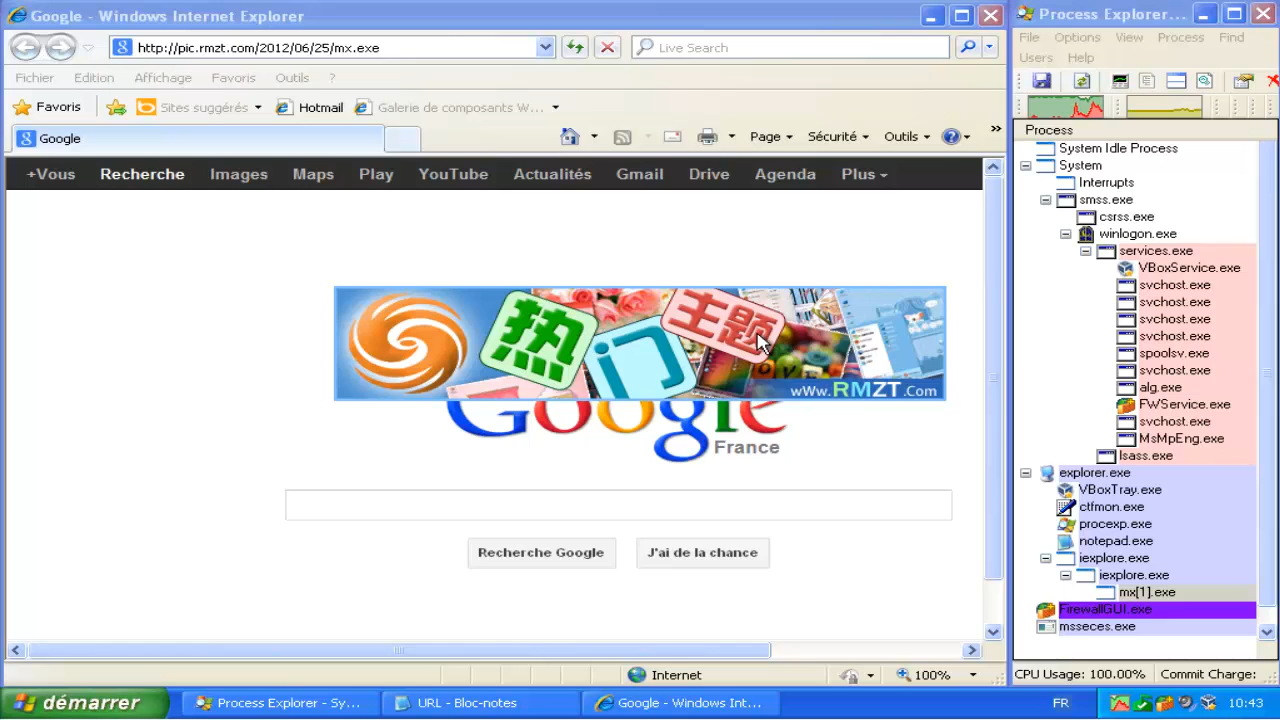 Google - Windows Internet Explorer
http://pic.rmzt.com/2012/06/25/mx.exe
Live Search
Fichier Edition Affichage Favoris Outils ?
Favoris Sites suggérés Hotmail Galerie de composants W...
Google
Page Sécurité Outils »
+Vous Recherche Images Maps Play YouTube Actualités Gmail Drive Agenda Plus
热门主题
wWw.RMZT.Com
Google
France
Recherche Google J'ai de la chance
Internet 100%
Process Explorer...
File Options View Process Find
Users Help
Process
System Idle Process
System
Interrupts
smss.exe
csrss.exe
winlogon.exe
services.exe
VBoxService.exe
svchost.exe
svchost.exe
svchost.exe
svchost.exe
spoolsv.exe
svchost.exe
alg.exe
FWService.exe
svchost.exe
MsMpEng.exe
lsass.exe
explorer.exe
VBoxTray.exe
ctfmon.exe
procexp.exe
notepad.exe
iexplore.exe
iexplore.exe
mx[1].exe
FirewallGUI.exe
msseces.exe
CPU Usage: 100.00% Commit Charge:
démarrer Process Explorer - Sy... URL - Bloc-notes Google - Windows Int... FR 10:43